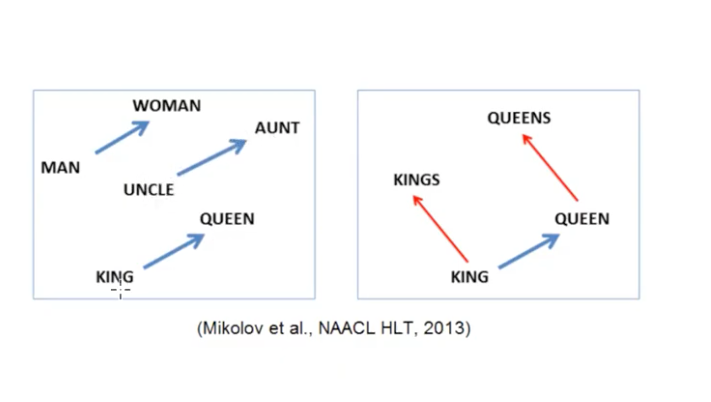 WOMAN
AUNT
MAN
UNCLE
QUEEN
KING
QUEENS
KINGS
QUEEN
KING
(Mikolov et al., NAACL HLT, 2013)